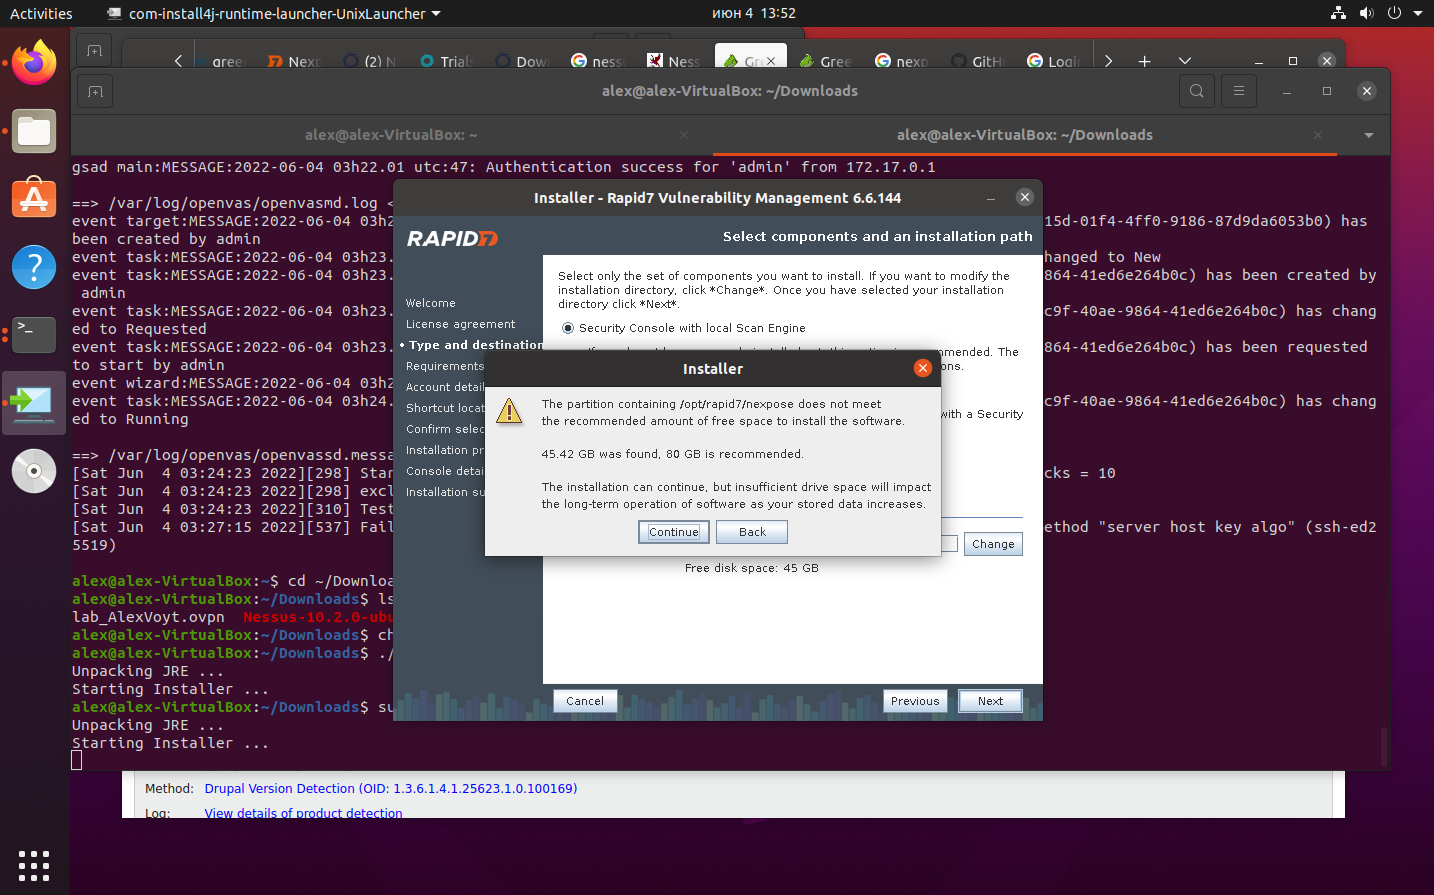 Activities
com-install4j-runtime-launcher-UnixLauncher
июн 4 13:52
gree
Nexp
(2) N
Trial
Dow
nessi
Ness
Gre
Gree
nexp
GitH
Login
alex@alex-VirtualBox: ~/Downloads
alex@alex-VirtualBox: ~
alex@alex-VirtualBox: ~/Downloads
gsad main:MESSAGE:2022-06-04 03h22.01 utc:47: Authentication success for 'admin' from 172.17.0.1
==> /var/log/openvas/openvasmd.log <
event target:MESSAGE:2022-06-04 03h2
15d-01f4-4ff0-9186-87d9da6053b0) has
been created by admin
event task:MESSAGE:2022-06-04 03h23.
hanged to New
event task:MESSAGE:2022-06-04 03h23.
864-41ed6e264b0c) has been created by
admin
event task:MESSAGE:2022-06-04 03h23.
c9f-40ae-9864-41ed6e264b0c) has chang
ed to Requested
event task:MESSAGE:2022-06-04 03h23.
864-41ed6e264b0c) has been requested
to start by admin
event wizard:MESSAGE:2022-06-04 03h2
event task:MESSAGE:2022-06-04 03h24.
c9f-40ae-9864-41ed6e264b0c) has chang
ed to Running
==> /var/log/openvas/openvassd.messa
[Sat Jun  4 03:24:23 2022][298] Star
cks = 10
[Sat Jun  4 03:24:23 2022][298] excl
[Sat Jun  4 03:24:23 2022][310] Test
[Sat Jun  4 03:27:15 2022][537] Fail
ethod "server host key algo" (ssh-ed2
5519)
alex@alex-VirtualBox:~$ cd ~/Downloa
alex@alex-VirtualBox:~/Downloads$ ls
lab_AlexVoyt.ovpn  Nessus-10.2.0-ubu
alex@alex-VirtualBox:~/Downloads$ ch
alex@alex-VirtualBox:~/Downloads$ ./
Unpacking JRE ...
Starting Installer ...
alex@alex-VirtualBox:~/Downloads$ su
Unpacking JRE ...
Starting Installer ...
Installer - Rapid7 Vulnerability Management 6.6.144
RAPID7
Select components and an installation path
Welcome
License agreement
• Type and destination
Requirements
Account detail
Shortcut locat
Confirm selec
Installation pr
Console detai
Installation su
Select only the set of components you want to install. If you want to modify the
installation directory, click *Change*. Once you have selected your installation
directory click *Next*.
Security Console with local Scan Engine
mmended. The
ons.
with a Security
Change
Free disk space: 45 GB
Cancel
Previous
Next
Installer
The partition containing /opt/rapid7/nexpose does not meet
the recommended amount of free space to install the software.
45.42 GB was found, 80 GB is recommended.
The installation can continue, but insufficient drive space will impact
the long-term operation of software as your stored data increases.
Continue
Back
Method: Drupal Version Detection (OID: 1.3.6.1.4.1.25623.1.0.100169)
Log: View details of product detection